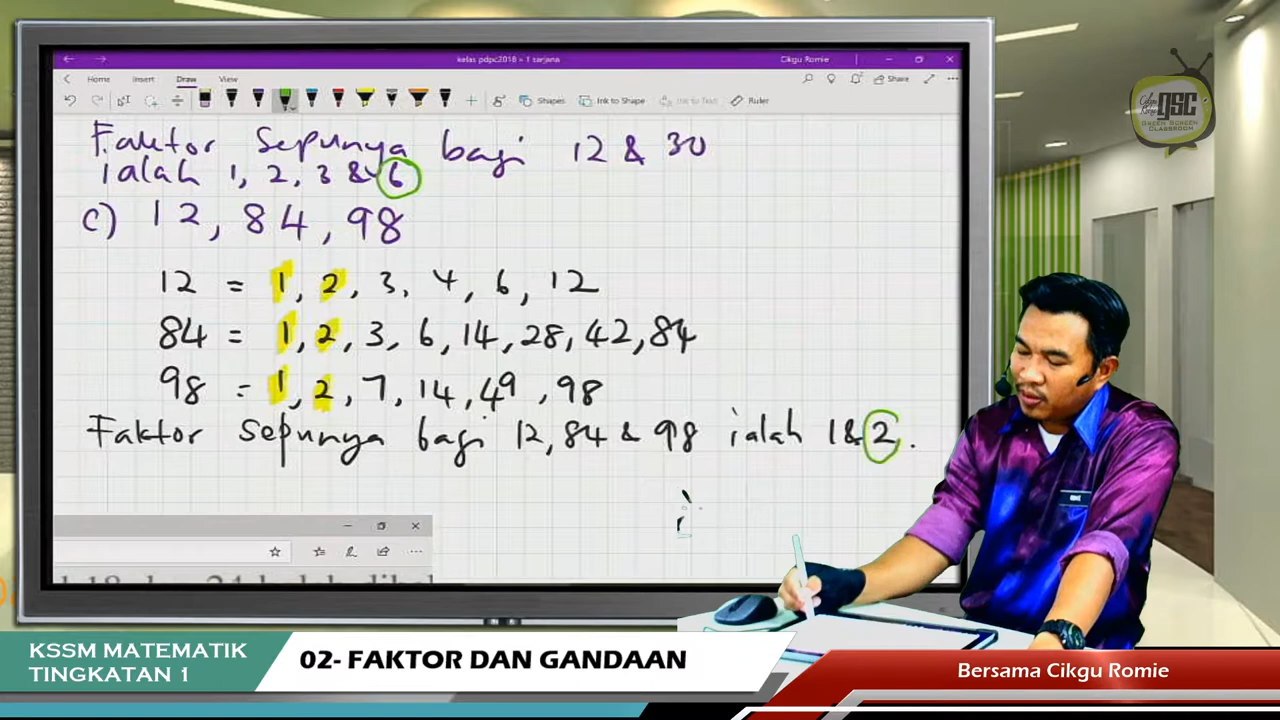 kelas pdpc2018 » 1 sarjana
Cikgu Romie
Home Insert Draw View
Share
Shapes Ink to Shape Ink to Text Ruler
Faktor Sepunya bagi 12 & 30
ialah 1, 2, 3 & 6
c) 12, 84, 98
12 = 1, 2, 3, 4, 6, 12
84 = 1, 2, 3, 6, 14, 28, 42, 84
98 = 1, 2, 7, 14, 49, 98
Faktor sepunya bagi 12, 84 & 98 ialah 1 & 2.
gsc
GREEN SCREEN
CLASSROOM
KSSM MATEMATIK
TINGKATAN 1
02- FAKTOR DAN GANDAAN
Bersama Cikgu Romie